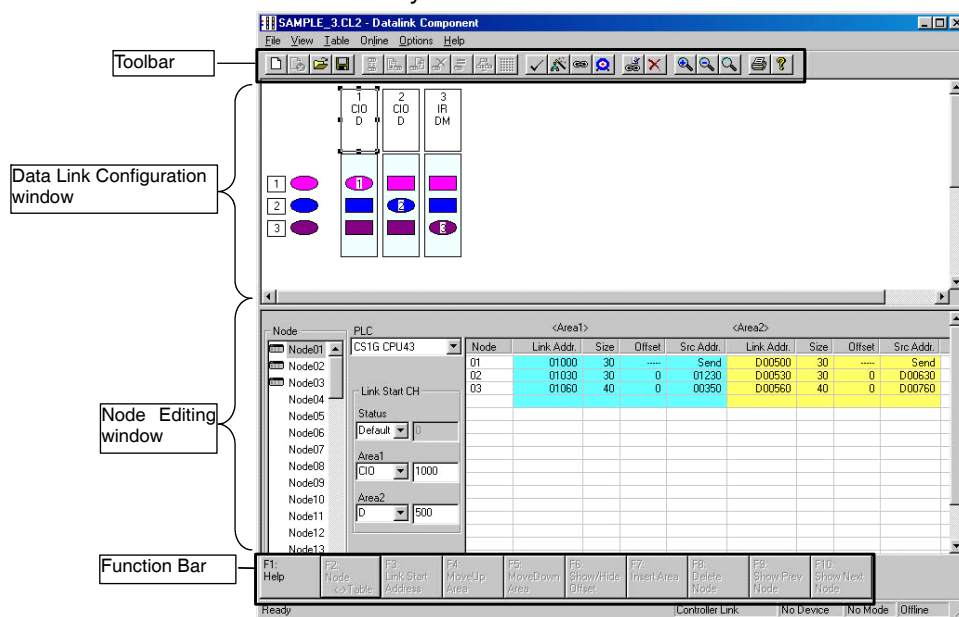 SAMPLE_3.CL2 - Datalink Component
File View Table Online Options Help
Toolbar
1 2 3
CIO CIO IR
D D DM
Data Link Configuration
window
1 1
2 2
3 3
Node PLC <Area1> <Area2>
CS1G CPU43
Node Link Addr. Size Offset Src Addr. Link Addr. Size Offset Src Addr.
01 01000 30 ----- Send D00500 30 ----- Send
02 01030 30 0 01230 D00530 30 0 D00630
03 01060 40 0 00350 D00560 40 0 D00760
Node01
Node02
Node03
Node04
Node05
Node06
Node07
Node08
Node09
Node10
Node11
Node12
Node13
Link Start CH
Status
Default 0
Area1
CIO 1000
Area2
D 500
Node Editing
window
Function Bar
F1: F2: F3: F4: F5: F6: F7: F8: F9: F10:
Help Node Link Start MoveUp MoveDown Show/Hide Insert Area Delete Show Prev Show Next
<->Table Address Area Area Offset Node Node Node
Ready Controller Link No Device No Mode Offline